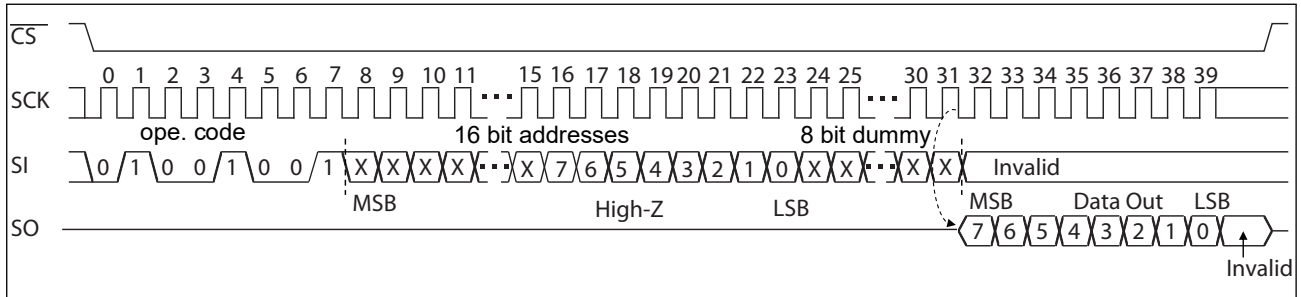 CS
0 1 2 3 4 5 6 7 8 9 10 11 15 16 17 18 19 20 21 22 23 24 25 30 31 32 33 34 35 36 37 38 39
SCK ··· ···
ope. code 16 bit addresses 8 bit dummy
SI 0 1 0 0 1 0 0 1 X X X X ··· X 7 6 5 4 3 2 1 0 X X ··· X X Invalid
MSB High-Z LSB MSB Data Out LSB
SO 7 6 5 4 3 2 1 0
Invalid